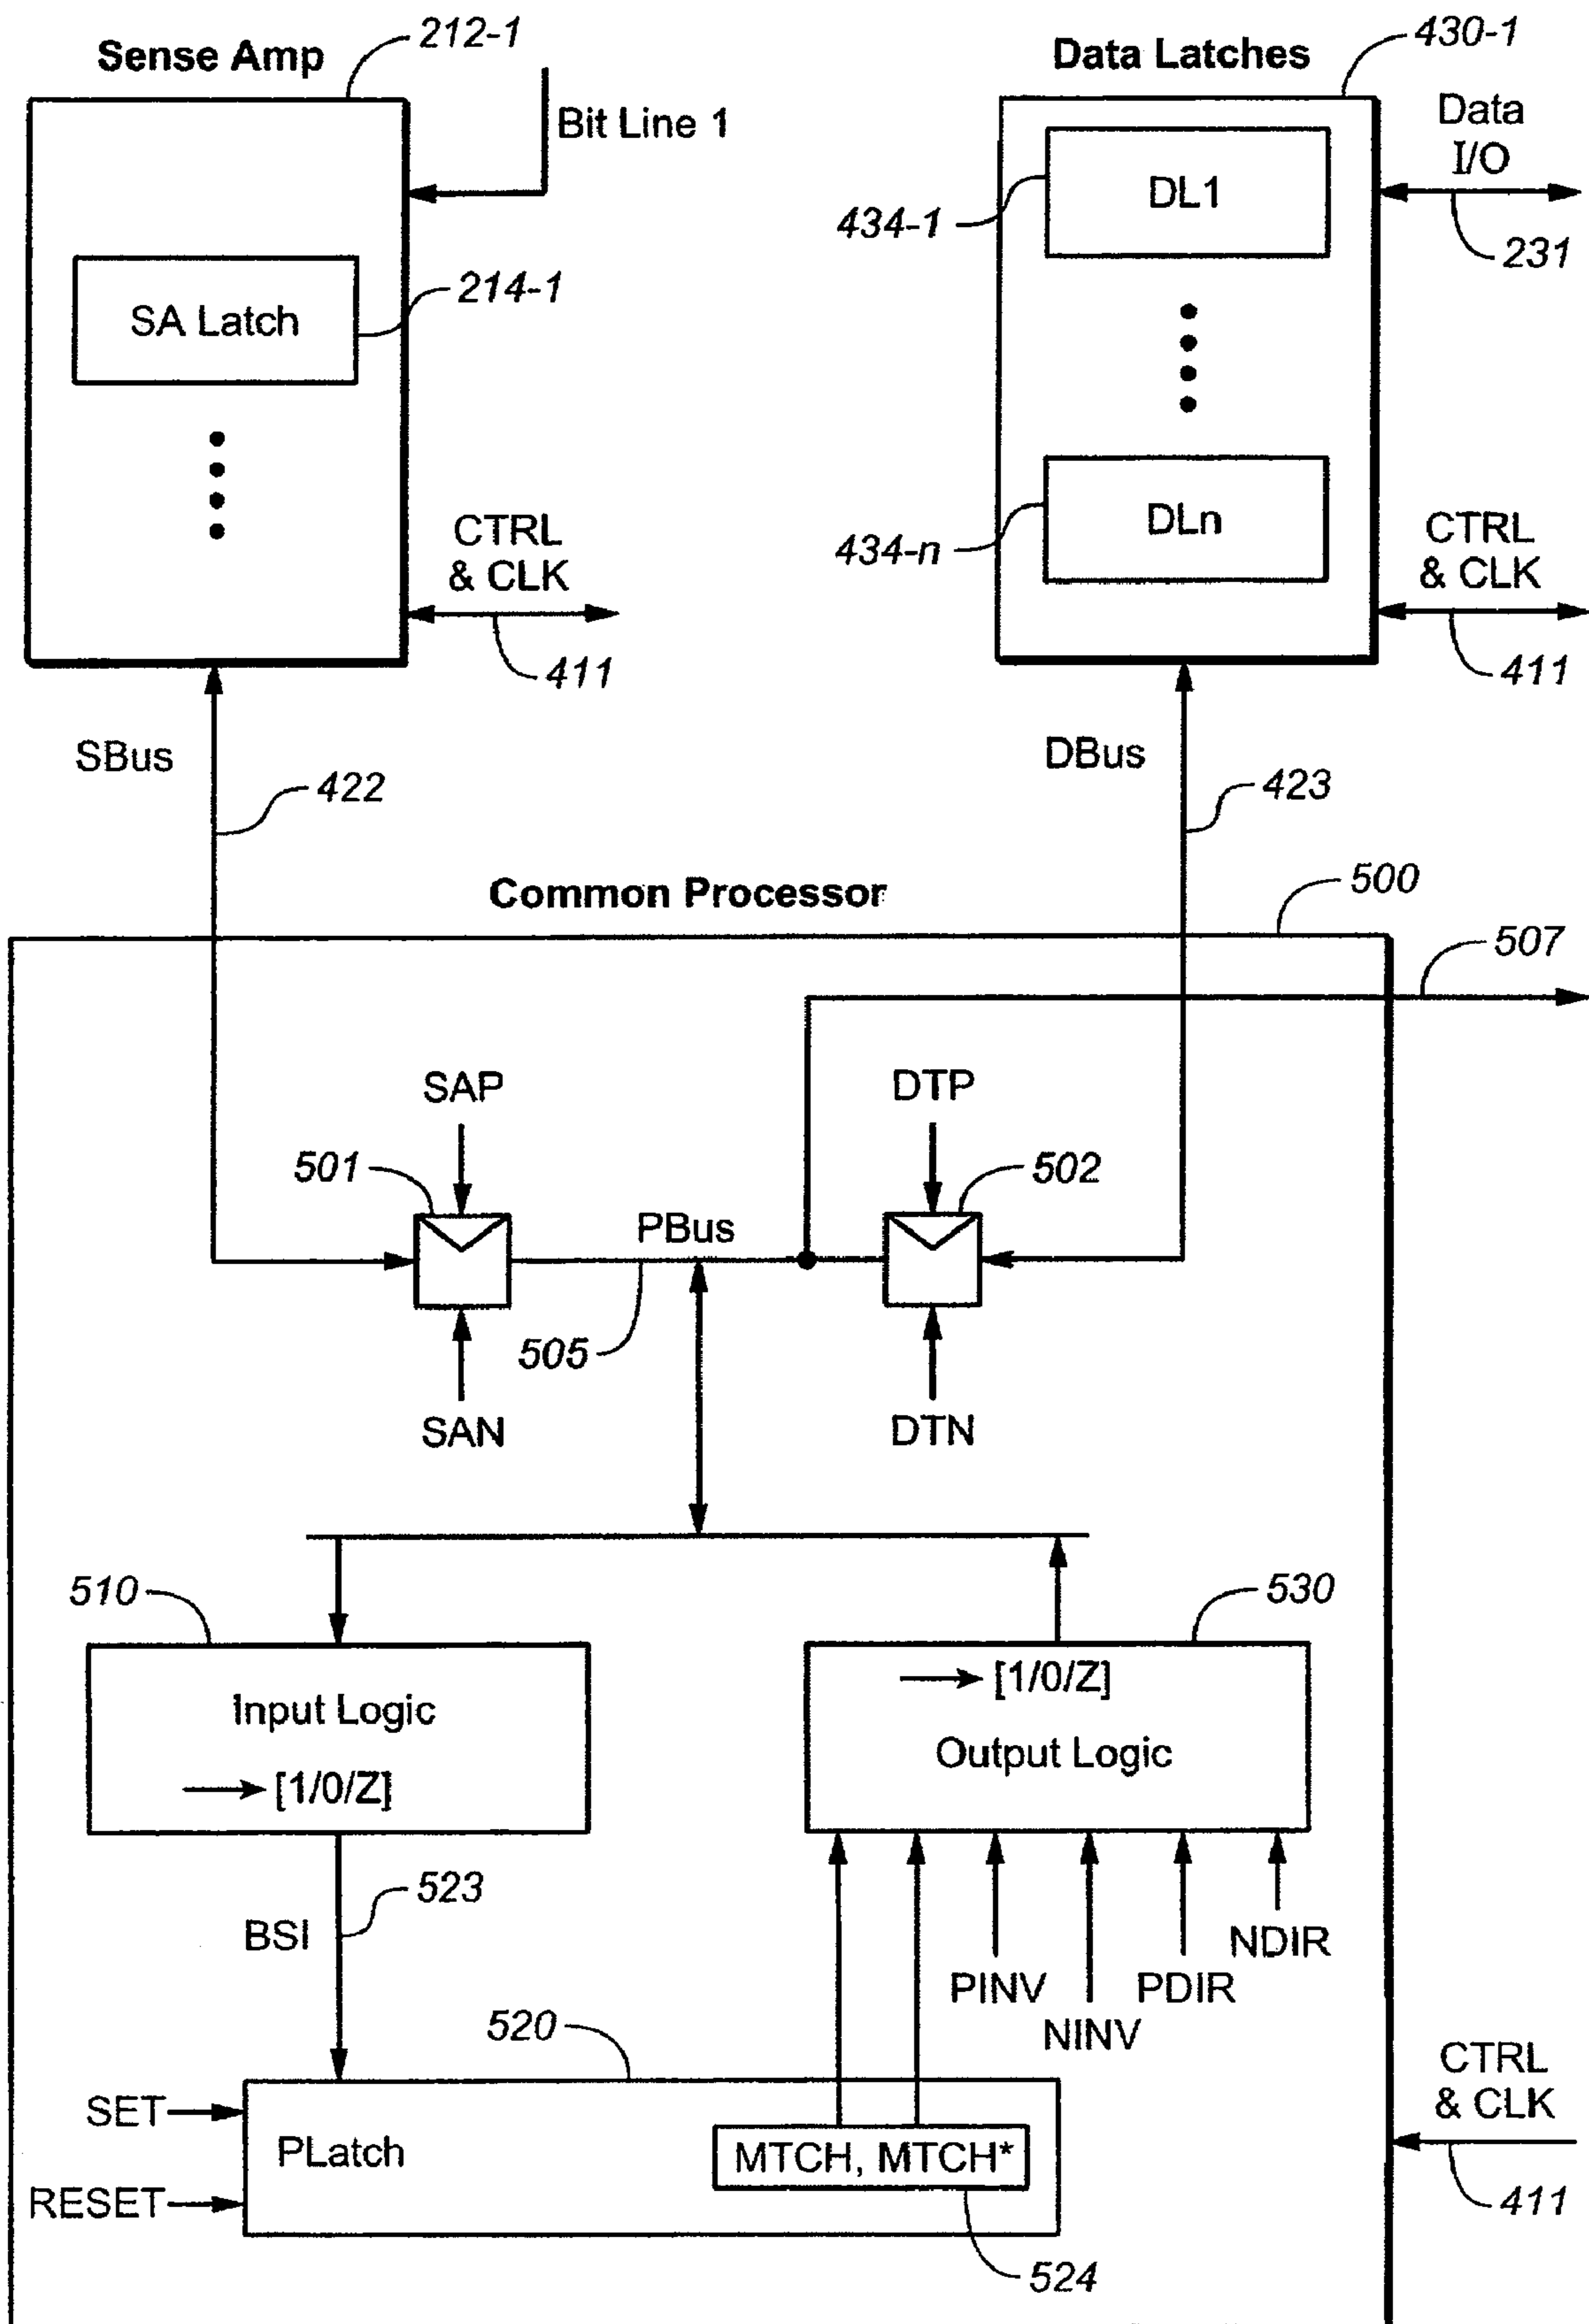 Sense Amp
212-1
Bit Line 1
SA Latch
214-1
CTRL
& CLK
411
Data Latches
430-1
DL1
434-1
Data
I/O
231
DLn
434-n
CTRL
& CLK
411
SBus
422
DBus
423
Common Processor
500
507
SAP
501
SAN
PBus
505
DTP
502
DTN
510
Input Logic
[1/0/Z]
530
[1/0/Z]
Output Logic
BSI
523
PINV
NINV
PDIR
NDIR
520
SET
RESET
PLatch
MTCH, MTCH*
524
CTRL
& CLK
411